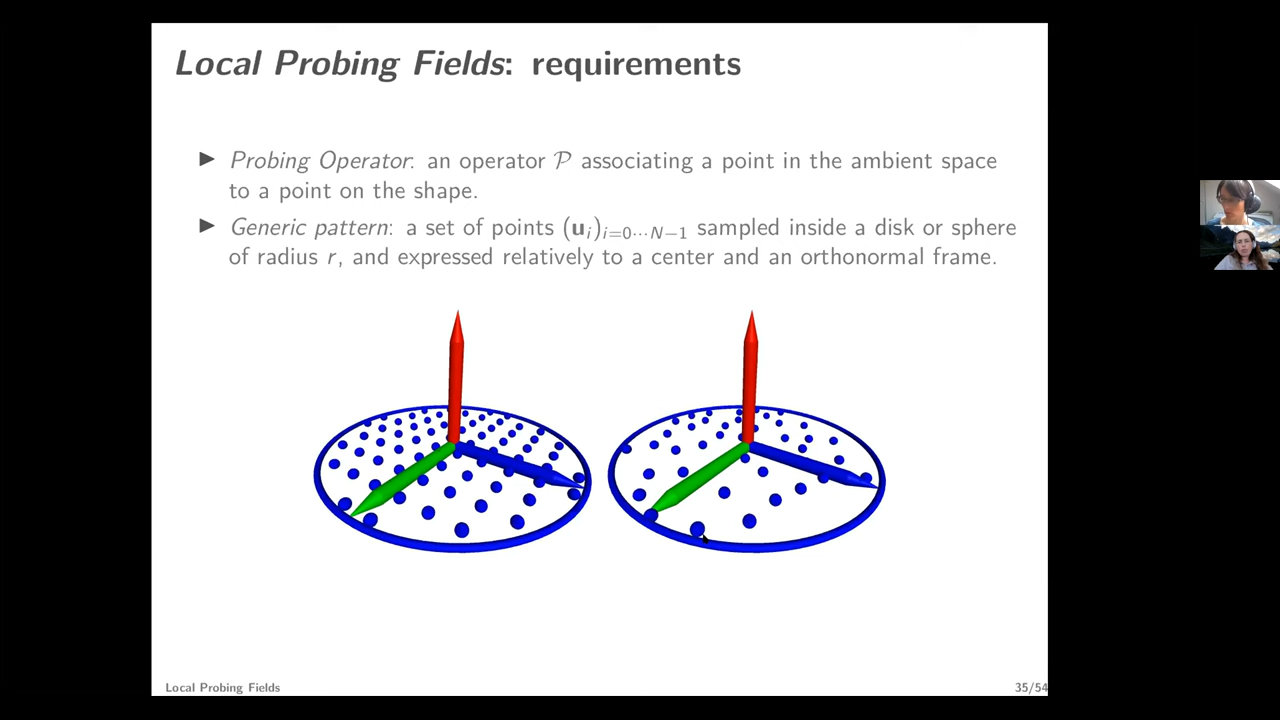 Local Probing Fields: requirements
▶ Probing Operator: an operator 𝒫 associating a point in the ambient space
to a point on the shape.
▶ Generic pattern: a set of points (𝐮ᵢ)ᵢ₌₀...N−1 sampled inside a disk or sphere
of radius r, and expressed relatively to a center and an orthonormal frame.
Local Probing Fields
35/54